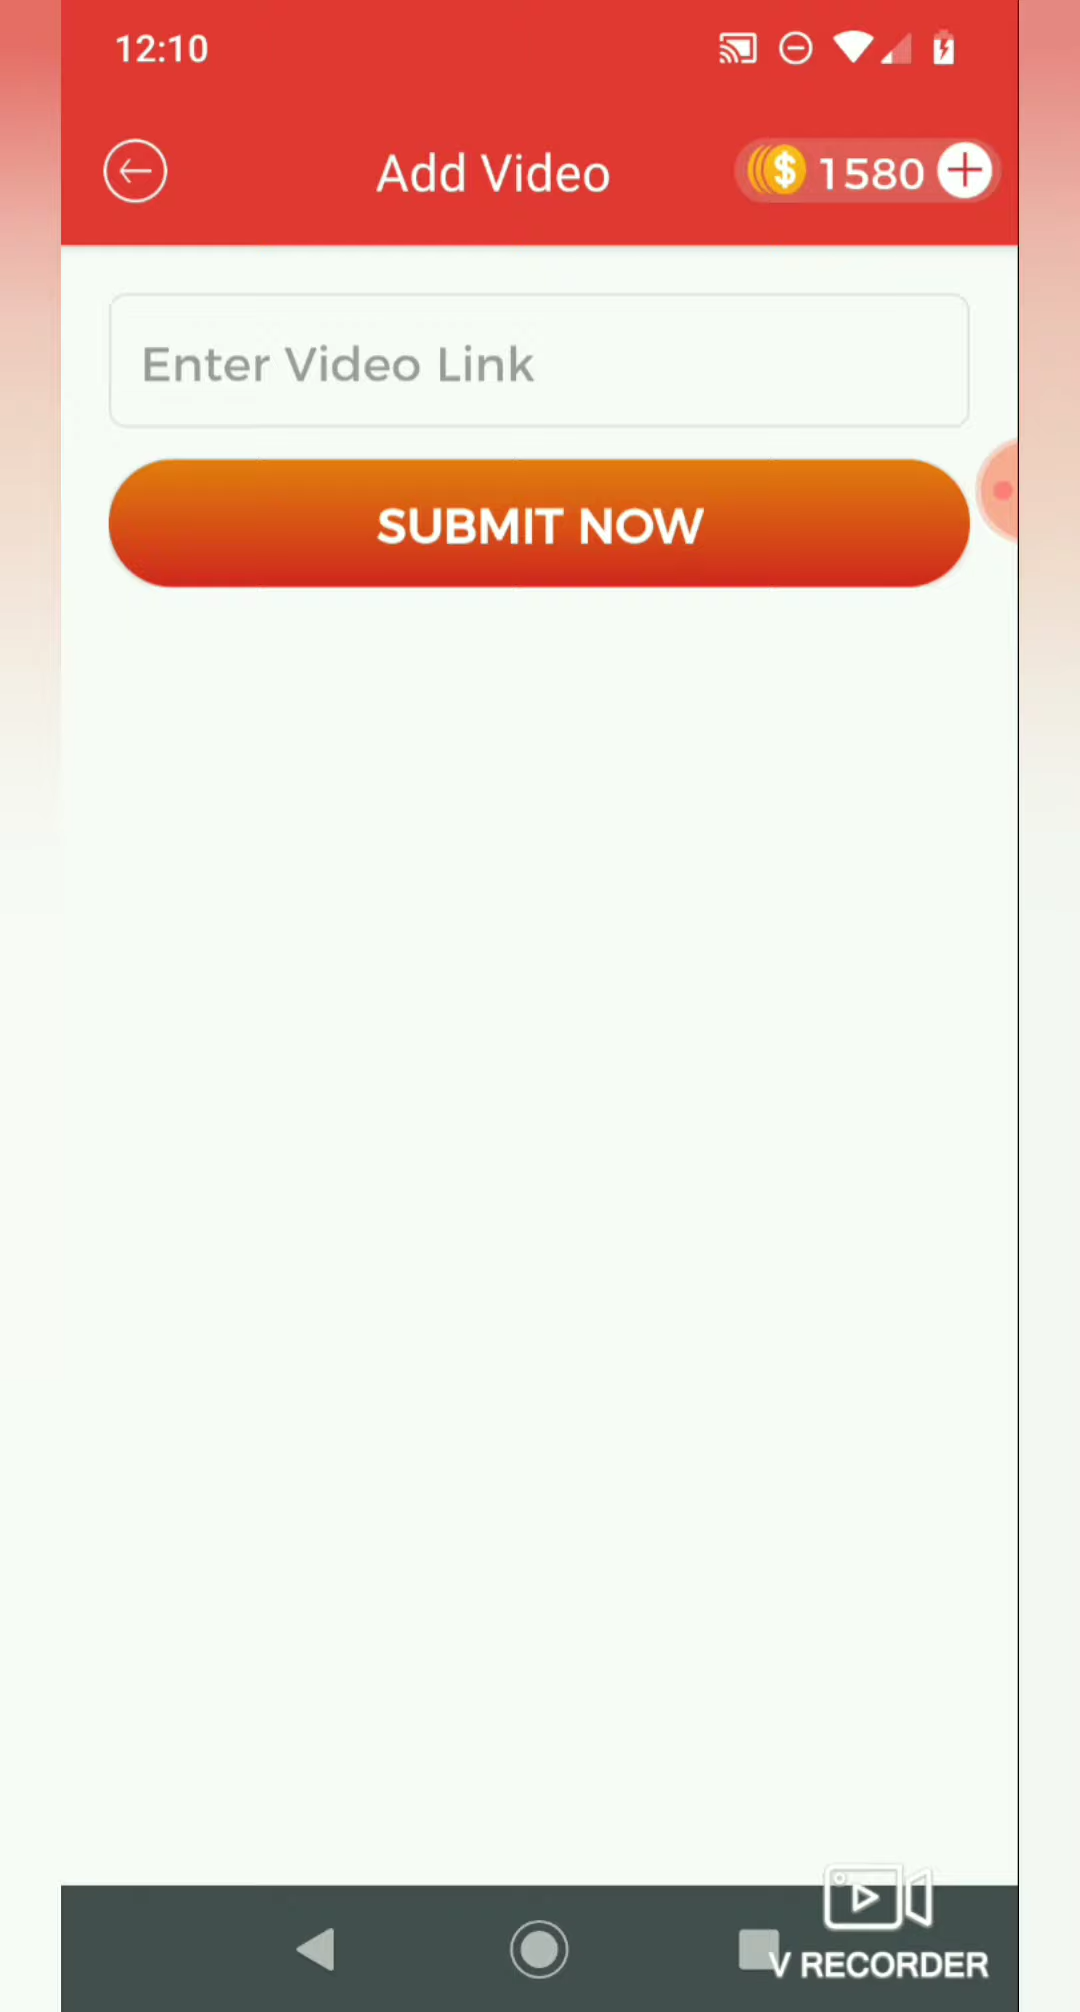 12:10
Add Video
$ 1580 +
Enter Video Link
SUBMIT NOW
V RECORDER